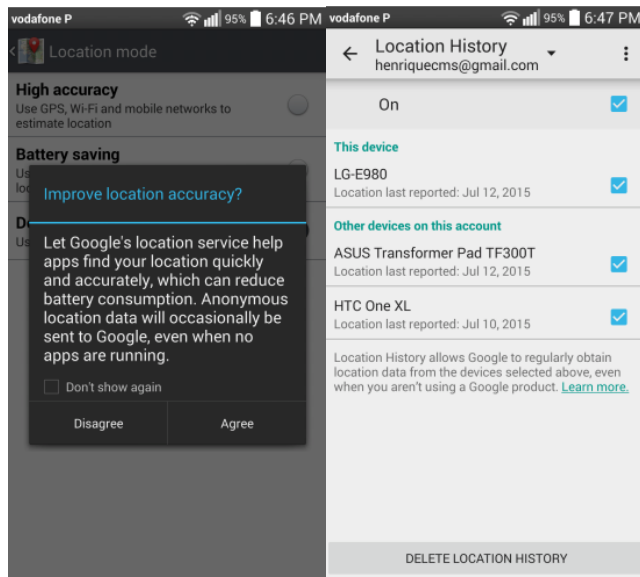 vodafone P 95% 6:46 PM
Location mode
High accuracy
Use GPS, Wi-Fi and mobile networks to
estimate location
Battery saving
Us
loc
Improve location accuracy?
D
Us
Let Google's location service help
apps find your location quickly
and accurately, which can reduce
battery consumption. Anonymous
location data will occasionally be
sent to Google, even when no
apps are running.
Don't show again
Disagree Agree
vodafone P 95% 6:47 PM
Location History
henriquecms@gmail.com
On
This device
LG-E980
Location last reported: Jul 12, 2015
Other devices on this account
ASUS Transformer Pad TF300T
Location last reported: Jul 12, 2015
HTC One XL
Location last reported: Jul 10, 2015
Location History allows Google to regularly obtain
location data from the devices selected above, even
when you aren't using a Google product. Learn more.
DELETE LOCATION HISTORY